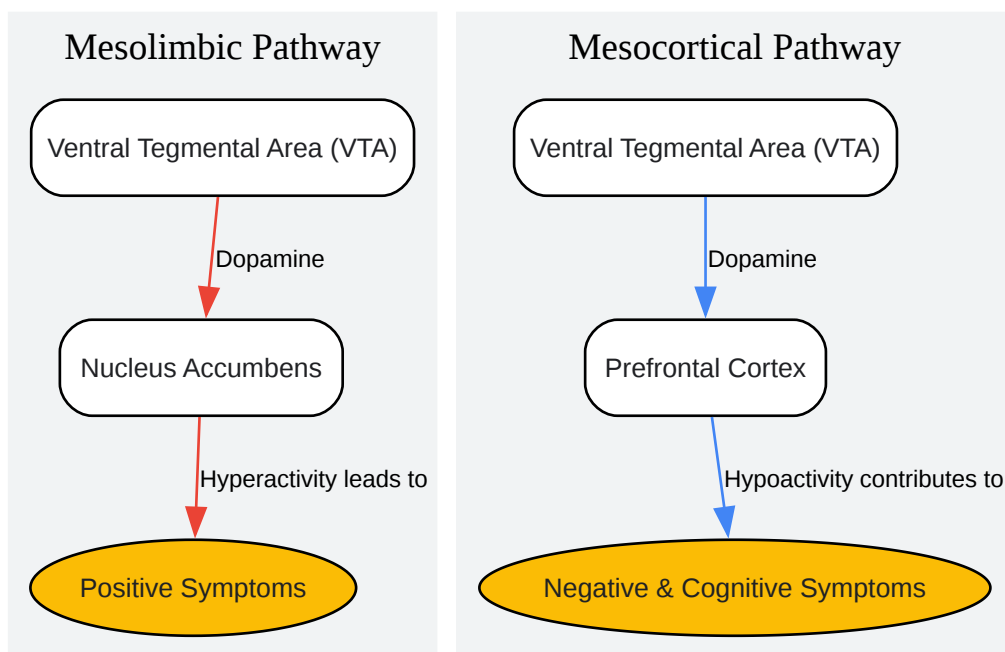 Mesolimbic Pathway
Ventral Tegmental Area (VTA)
Dopamine
Nucleus Accumbens
Hyperactivity leads to
Positive Symptoms
Mesocortical Pathway
Ventral Tegmental Area (VTA)
Dopamine
Prefrontal Cortex
Hypoactivity contributes to
Negative & Cognitive Symptoms